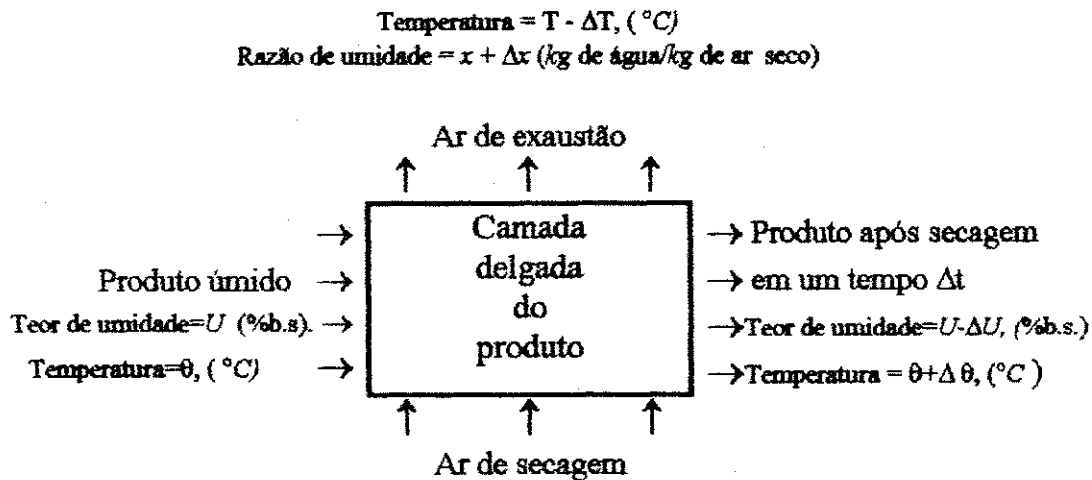 Temperatura = T - ΔT, ( °C)
Razão de umidade = x + Δx (kg de água/kg de ar seco)
Ar de exaustão
Camada
delgada
do
produto
Produto úmido
Teor de umidade=U (%b.s).
Temperatura=θ, ( °C)
Produto após secagem
em um tempo Δt
Teor de umidade=U-ΔU, (%b.s.)
Temperatura = θ+Δ θ, (°C )
Ar de secagem